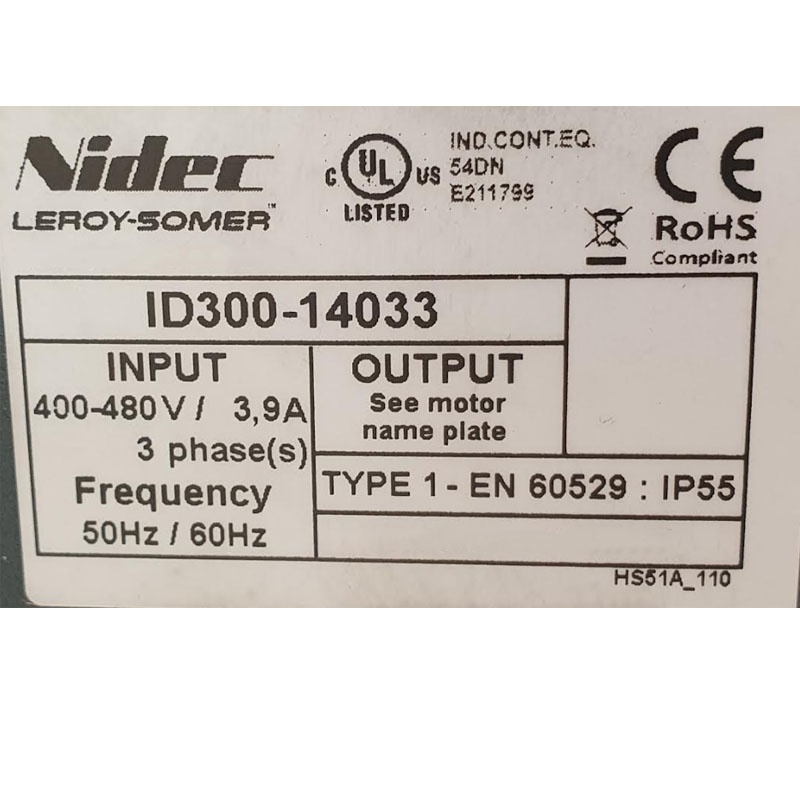 Nidec
LEROY-SOMER™
C UL US
LISTED
IND.CONT.EQ.
54DN
E211799
CE
RoHS
Compliant
ID300-14033
INPUT
400-480V / 3,9A
3 phase(s)
Frequency
50Hz / 60Hz
OUTPUT
See motor
name plate
TYPE 1 - EN 60529 : IP55
HS51A_110